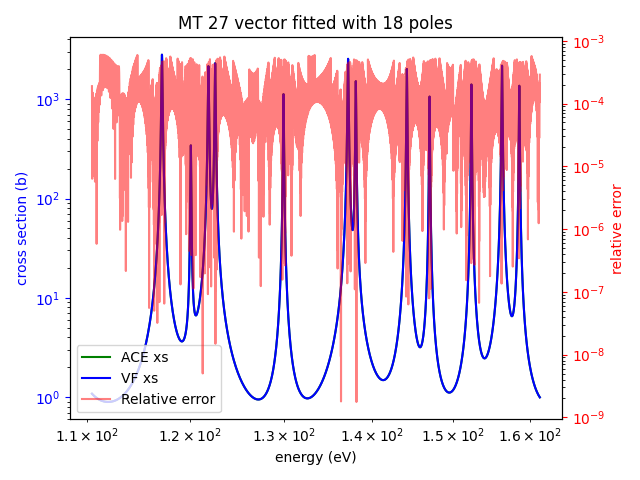 MT 27 vector fitted with 18 poles
cross section (b)
10³
10²
10¹
10⁰
10⁻³
10⁻⁴
10⁻⁵
10⁻⁶
10⁻⁷
10⁻⁸
10⁻⁹
relative error
ACE xs
VF xs
Relative error
1.1 × 10² 1.2 × 10² 1.3 × 10² 1.4 × 10² 1.5 × 10² 1.6 × 10²
energy (eV)